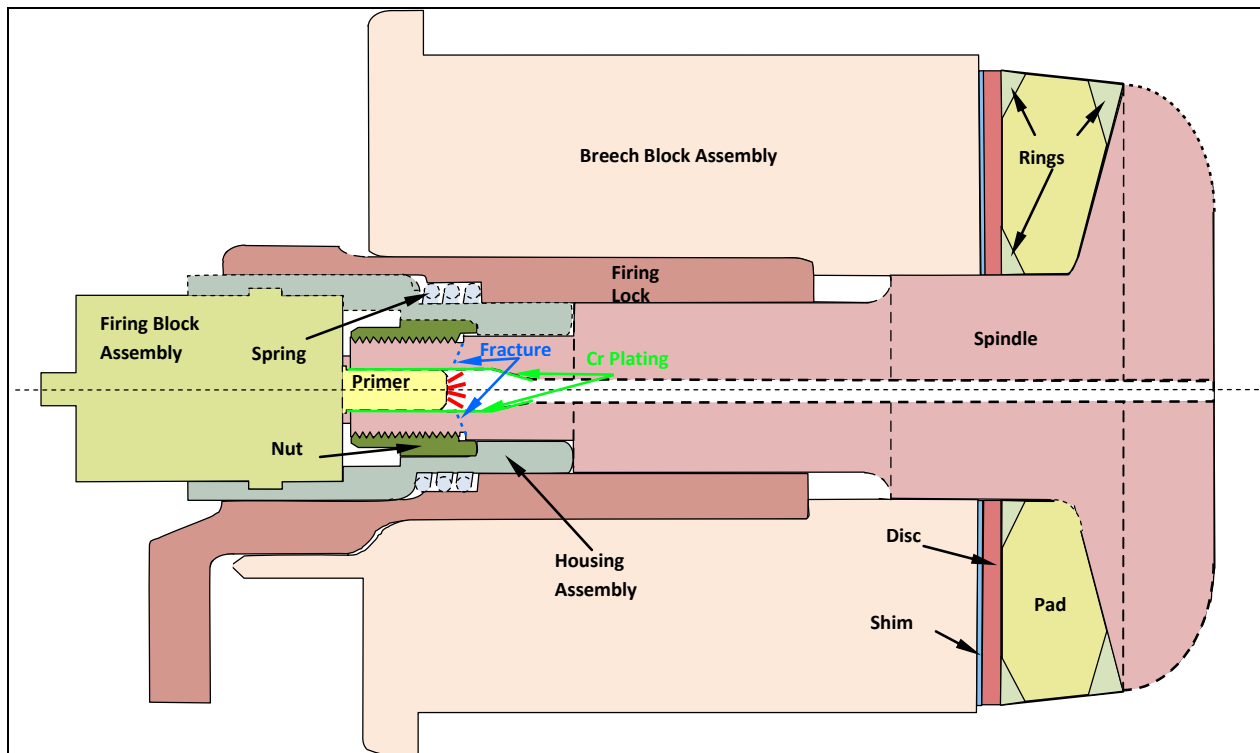 Breech Block Assembly
Rings
Firing
Lock
Firing Block
Assembly
Spring
Fracture
Cr Plating
Spindle
Primer
Nut
Housing
Assembly
Disc
Pad
Shim